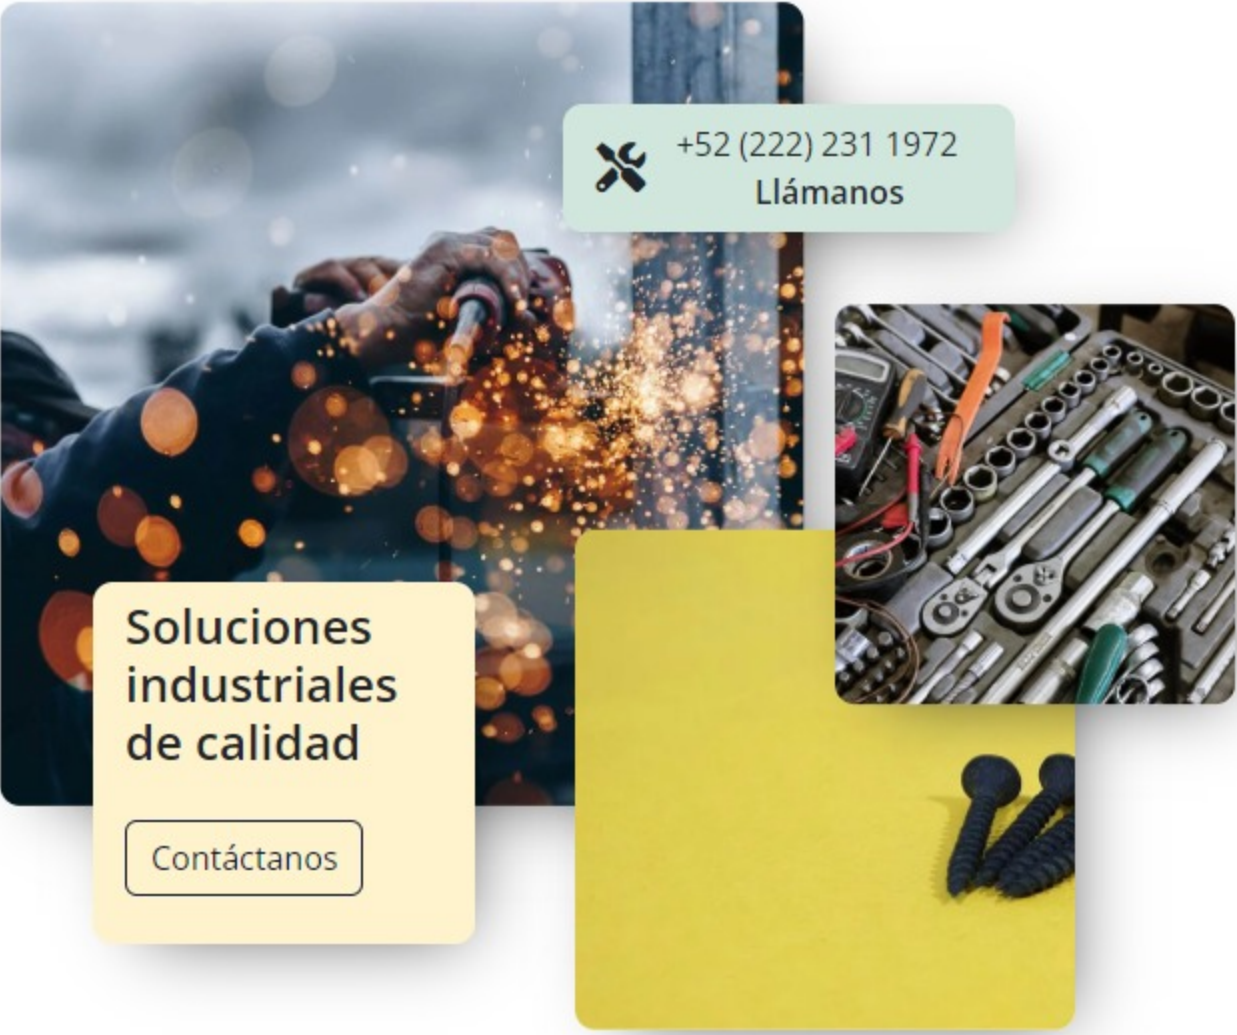 +52 (222) 231 1972
Llámanos
Soluciones
industriales
de calidad
Contáctanos